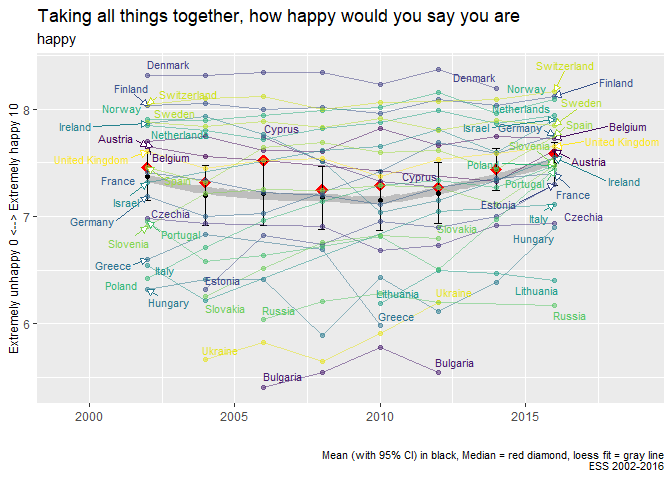 Taking all things together, how happy would you say you are
happy
Extremely unhappy 0 <--> Extremely happy 10
8
7
6
Denmark
Finland
Switzerland
Norway
Sweden
Ireland
Netherlands
Austria
United Kingdom
Belgium
France
Israel
Czechia
Germany
Portugal
Slovenia
Greece
Italy
Poland
Hungary
Estonia
Slovakia
Russia
Ukraine
Bulgaria
Cyprus
Denmark
Switzerland
Finland
Norway
Sweden
Netherlands
Spain
Israel
Germany
Belgium
Slovenia
United Kingdom
Cyprus
Poland
Austria
Portugal
Ireland
Estonia
France
Italy
Czechia
Slovakia
Hungary
Lithuania
Ukraine
Lithuania
Greece
Russia
Bulgaria
2000
2005
2010
2015
Mean (with 95% CI) in black, Median = red diamond, loess fit = gray line
ESS 2002-2016